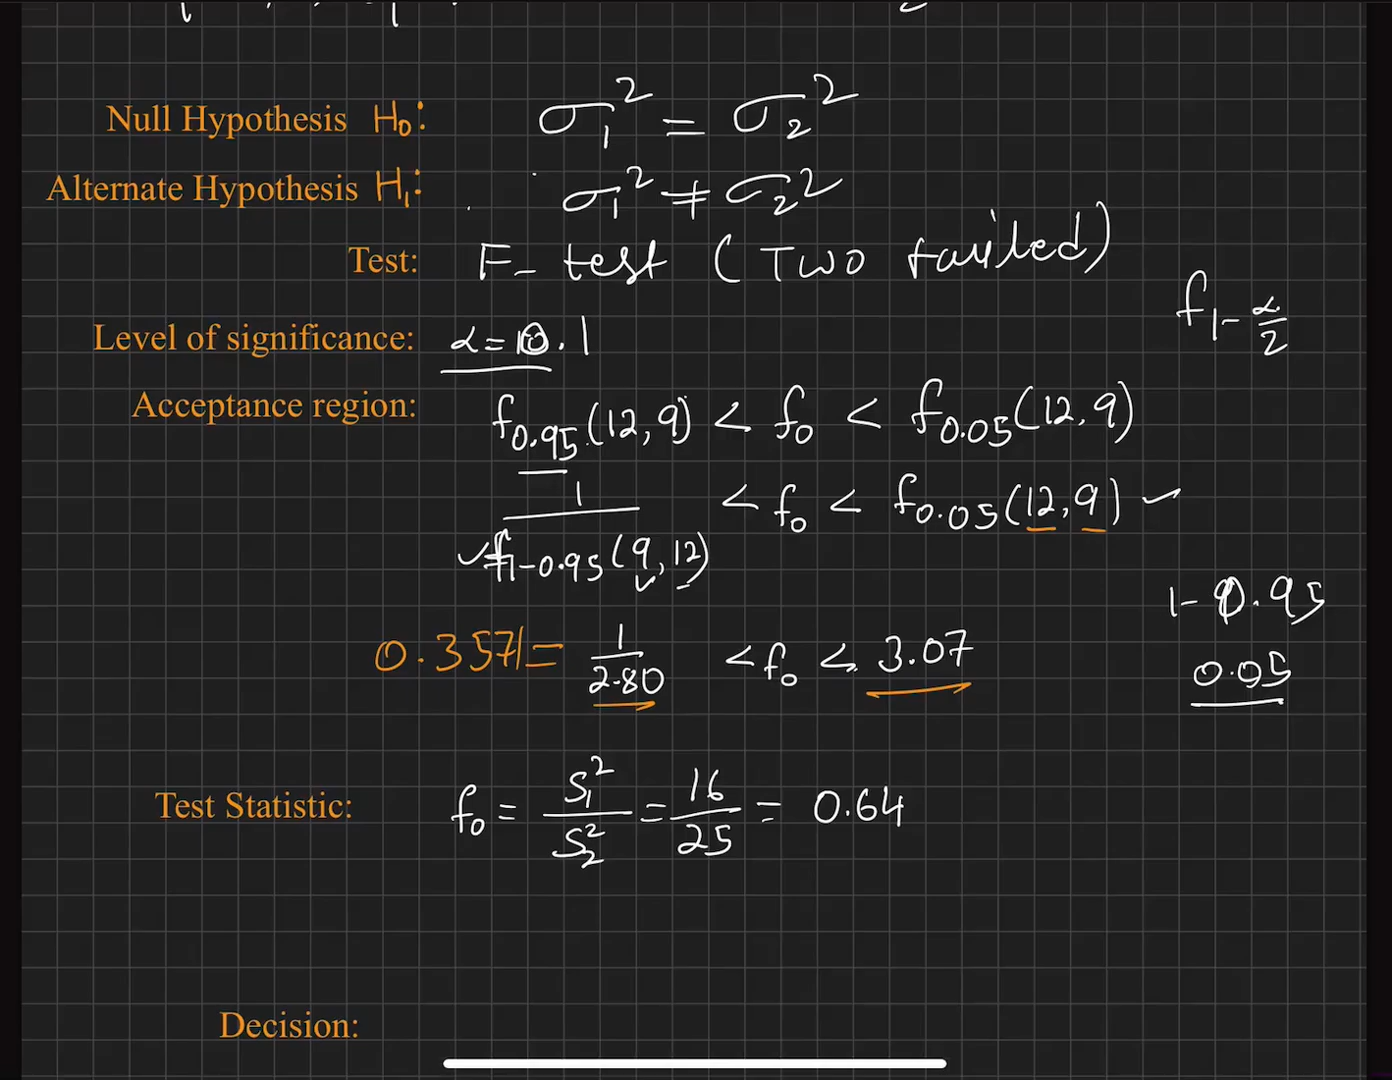 Null Hypothesis H₀: σ₁² = σ₂²
Alternate Hypothesis H₁: σ₁² ≠ σ₂²
Test: F- test (Two tailed)
f₁₋α/2
Level of significance: α = 0.1
Acceptance region: f₀.₉₅(12,9) < f₀ < f₀.₀₅(12,9)
1/f₁₋₀.₉₅(9,12) < f₀ < f₀.₀₅(12,9) ✓
1-0.95
0.3571 = 1/2.80 < f₀ < 3.07
0.05
Test Statistic: f₀ = S₁²/S₂² = 16/25 = 0.64
Decision: